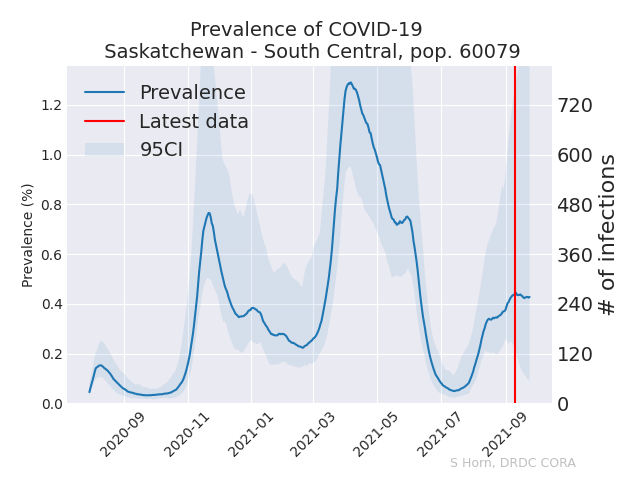 Prevalence of COVID-19
Saskatchewan - South Central, pop. 60079
Prevalence
Latest data
95CI
Prevalence (%)
1.2
1.0
0.8
0.6
0.4
0.2
0.0
720
600
480
360
240
120
0
# of infections
2020-09
2020-11
2021-01
2021-03
2021-05
2021-07
2021-09
S Horn, DRDC CORA